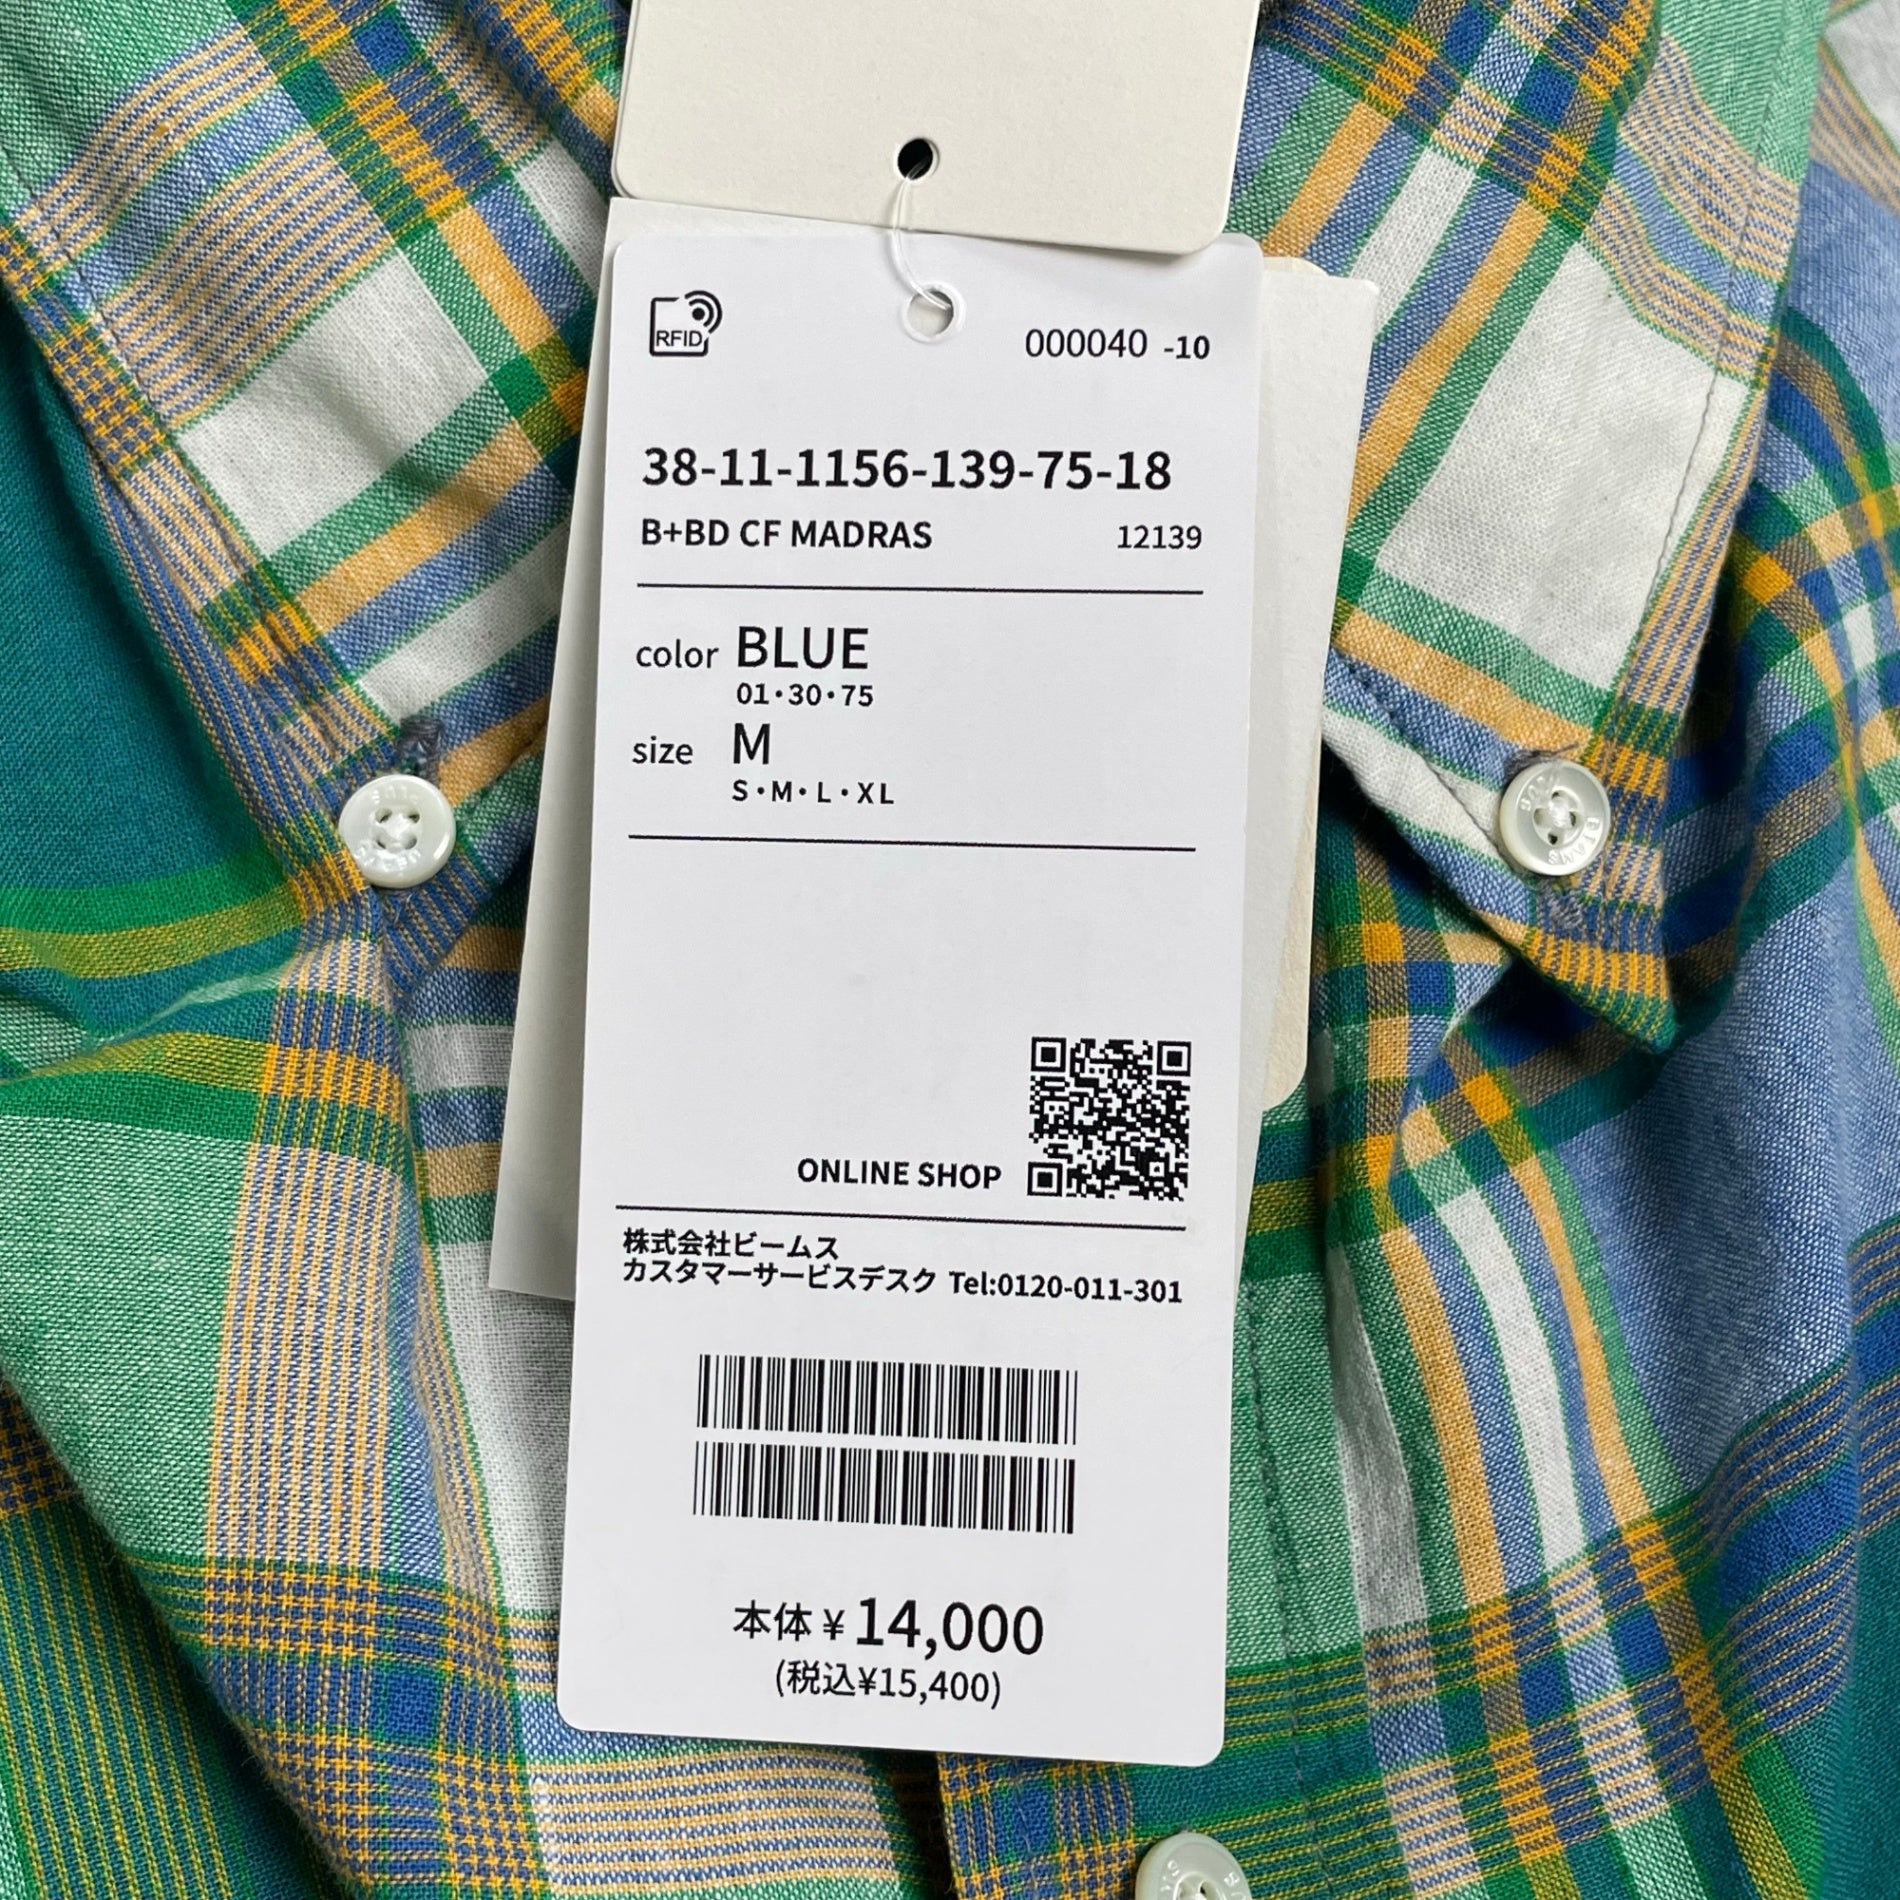 RFID
000040 -10
38-11-1156-139-75-18
B+BD CF MADRAS 12139
color BLUE
01・30・75
size M
S・M・L・XL
ONLINE SHOP
株式会社ビームス
カスタマーサービスデスク Tel:0120-011-301
本体 ¥14,000
(税込¥15,400)